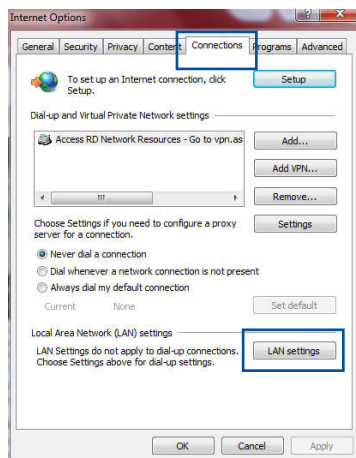 Internet Options
General Security Privacy Content Connections Programs Advanced
To set up an Internet connection, click
Setup.
Setup
Dial-up and Virtual Private Network settings
Access RD Network Resources - Go to vpn.as
Add...
Add VPN...
Remove...
Choose Settings if you need to configure a proxy
server for a connection.
Settings
Never dial a connection
Dial whenever a network connection is not present
Always dial my default connection
Current None
Set default
Local Area Network (LAN) settings
LAN Settings do not apply to dial-up connections.
Choose Settings above for dial-up settings.
LAN settings
OK Cancel Apply